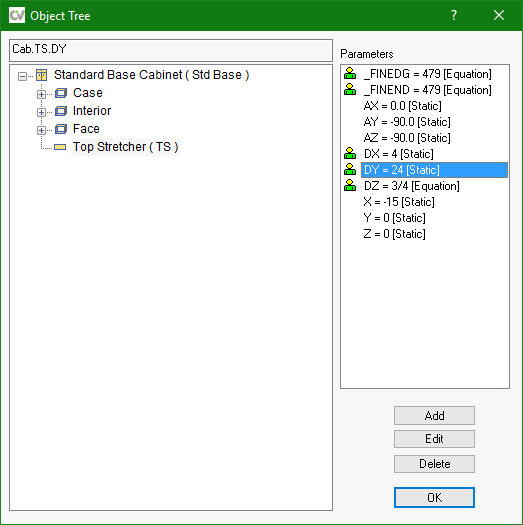 CV Object Tree ?
Cab.TS.DY
Parameters
Standard Base Cabinet ( Std Base )
Case
Interior
Face
Top Stretcher ( TS )
_FINEDG = 479 [Equation]
_FINEND = 479 [Equation]
AX = 0.0 [Static]
AY = -90.0 [Static]
AZ = -90.0 [Static]
DX = 4 [Static]
DY = 24 [Static]
DZ = 3/4 [Equation]
X = -15 [Static]
Y = 0 [Static]
Z = 0 [Static]
Add
Edit
Delete
OK